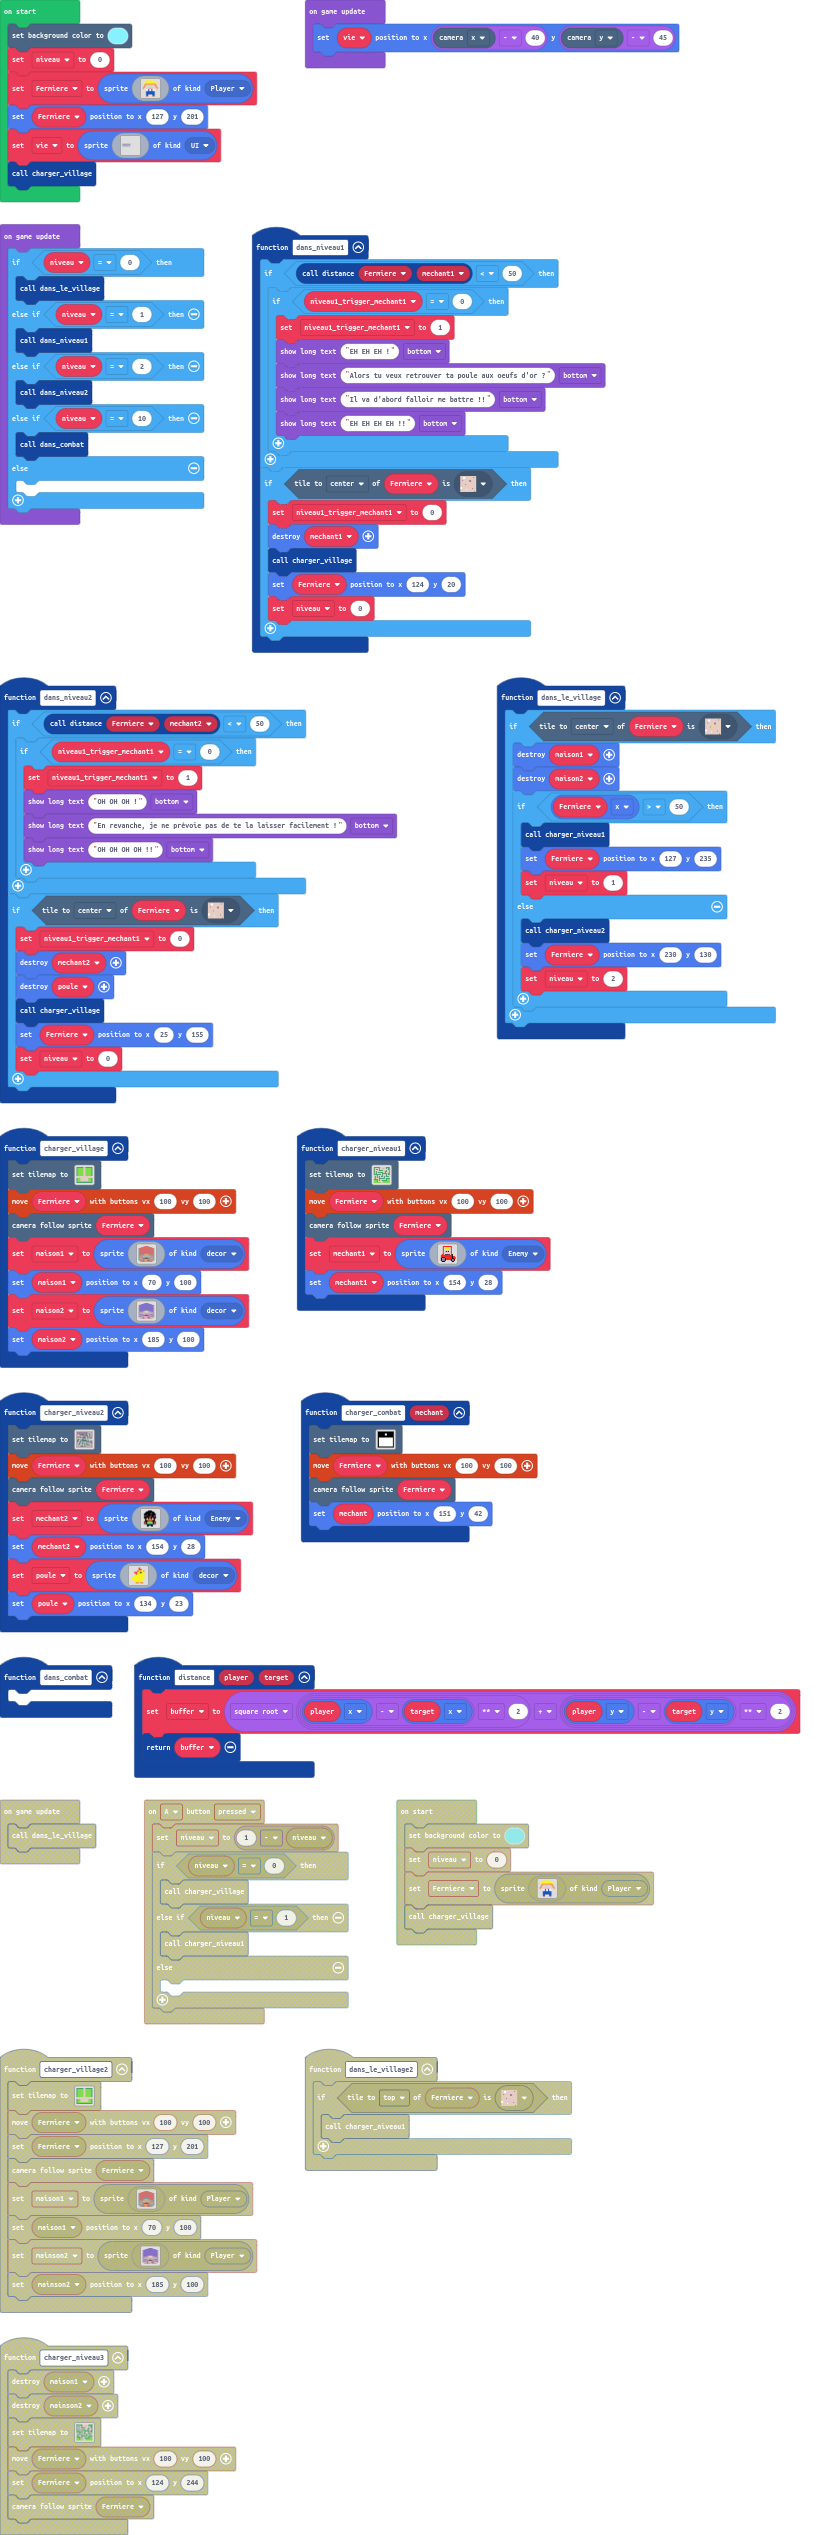 on start
set background color to
set niveau to 0
set Fermiere to sprite of kind Player
set Fermiere position to x 127 y 201
set vie to sprite of kind UI
call charger_village
on game update
set vie position to x camera x - 40 y camera y - 45
on game update
if niveau = 0 then
call dans_le_village
else if niveau = 1 then
call dans_niveau1
else if niveau = 2 then
call dans_niveau2
else if niveau = 10 then
call dans_combat
else
function dans_niveau1
if call distance Fermiere mechant1 < 50 then
if niveau1_trigger_mechant1 = 0 then
set niveau1_trigger_mechant1 to 1
show long text "EH EH EH !" bottom
show long text "Alors tu veux retrouver ta poule aux oeufs d'or ?" bottom
show long text "Il va d'abord falloir me battre !!" bottom
show long text "EH EH EH EH !!" bottom
if tile to center of Fermiere is then
set niveau1_trigger_mechant1 to 0
destroy mechant1
call charger_village
set Fermiere position to x 124 y 20
set niveau to 0
function dans_niveau2
if call distance Fermiere mechant2 < 50 then
if niveau1_trigger_mechant1 = 0 then
set niveau1_trigger_mechant1 to 1
show long text "OH OH OH !" bottom
show long text "En revanche, je ne prévoie pas de te la laisser facilement !" bottom
show long text "OH OH OH OH !!" bottom
if tile to center of Fermiere is then
set niveau1_trigger_mechant1 to 0
destroy mechant2
destroy poule
call charger_village
set Fermiere position to x 25 y 155
set niveau to 0
function dans_le_village
if tile to center of Fermiere is then
destroy maison1
destroy maison2
if Fermiere x > 50 then
call charger_niveau1
set Fermiere position to x 127 y 235
set niveau to 1
else
call charger_niveau2
set Fermiere position to x 230 y 130
set niveau to 2
function charger_village
set tilemap to
move Fermiere with buttons vx 100 vy 100
camera follow sprite Fermiere
set maison1 to sprite of kind decor
set maison1 position to x 70 y 100
set maison2 to sprite of kind decor
set maison2 position to x 185 y 100
function charger_niveau1
set tilemap to
move Fermiere with buttons vx 100 vy 100
camera follow sprite Fermiere
set mechant1 to sprite of kind Enemy
set mechant1 position to x 154 y 28
function charger_niveau2
set tilemap to
move Fermiere with buttons vx 100 vy 100
camera follow sprite Fermiere
set mechant2 to sprite of kind Enemy
set mechant2 position to x 154 y 28
set poule to sprite of kind decor
set poule position to x 134 y 23
function charger_combat mechant
set tilemap to
move Fermiere with buttons vx 100 vy 100
camera follow sprite Fermiere
set mechant position to x 151 y 42
function dans_combat
function distance player target
set buffer to square root player x - target x ** 2 + player y - target y ** 2
return buffer
on game update
call dans_le_village
on A button pressed
set niveau to 1 - niveau
if niveau = 0 then
call charger_village
else if niveau = 1 then
call charger_niveau1
else
on start
set background color to
set niveau to 0
set Fermiere to sprite of kind Player
call charger_village
function charger_village2
set tilemap to
move Fermiere with buttons vx 100 vy 100
set Fermiere position to x 127 y 201
camera follow sprite Fermiere
set maison1 to sprite of kind Player
set maison1 position to x 70 y 100
set mainson2 to sprite of kind Player
set mainson2 position to x 185 y 100
function dans_le_village2
if tile to top of Fermiere is then
call charger_niveau1
function charger_niveau3
destroy maison1
destroy mainson2
set tilemap to
move Fermiere with buttons vx 100 vy 100
set Fermiere position to x 124 y 244
camera follow sprite Fermiere